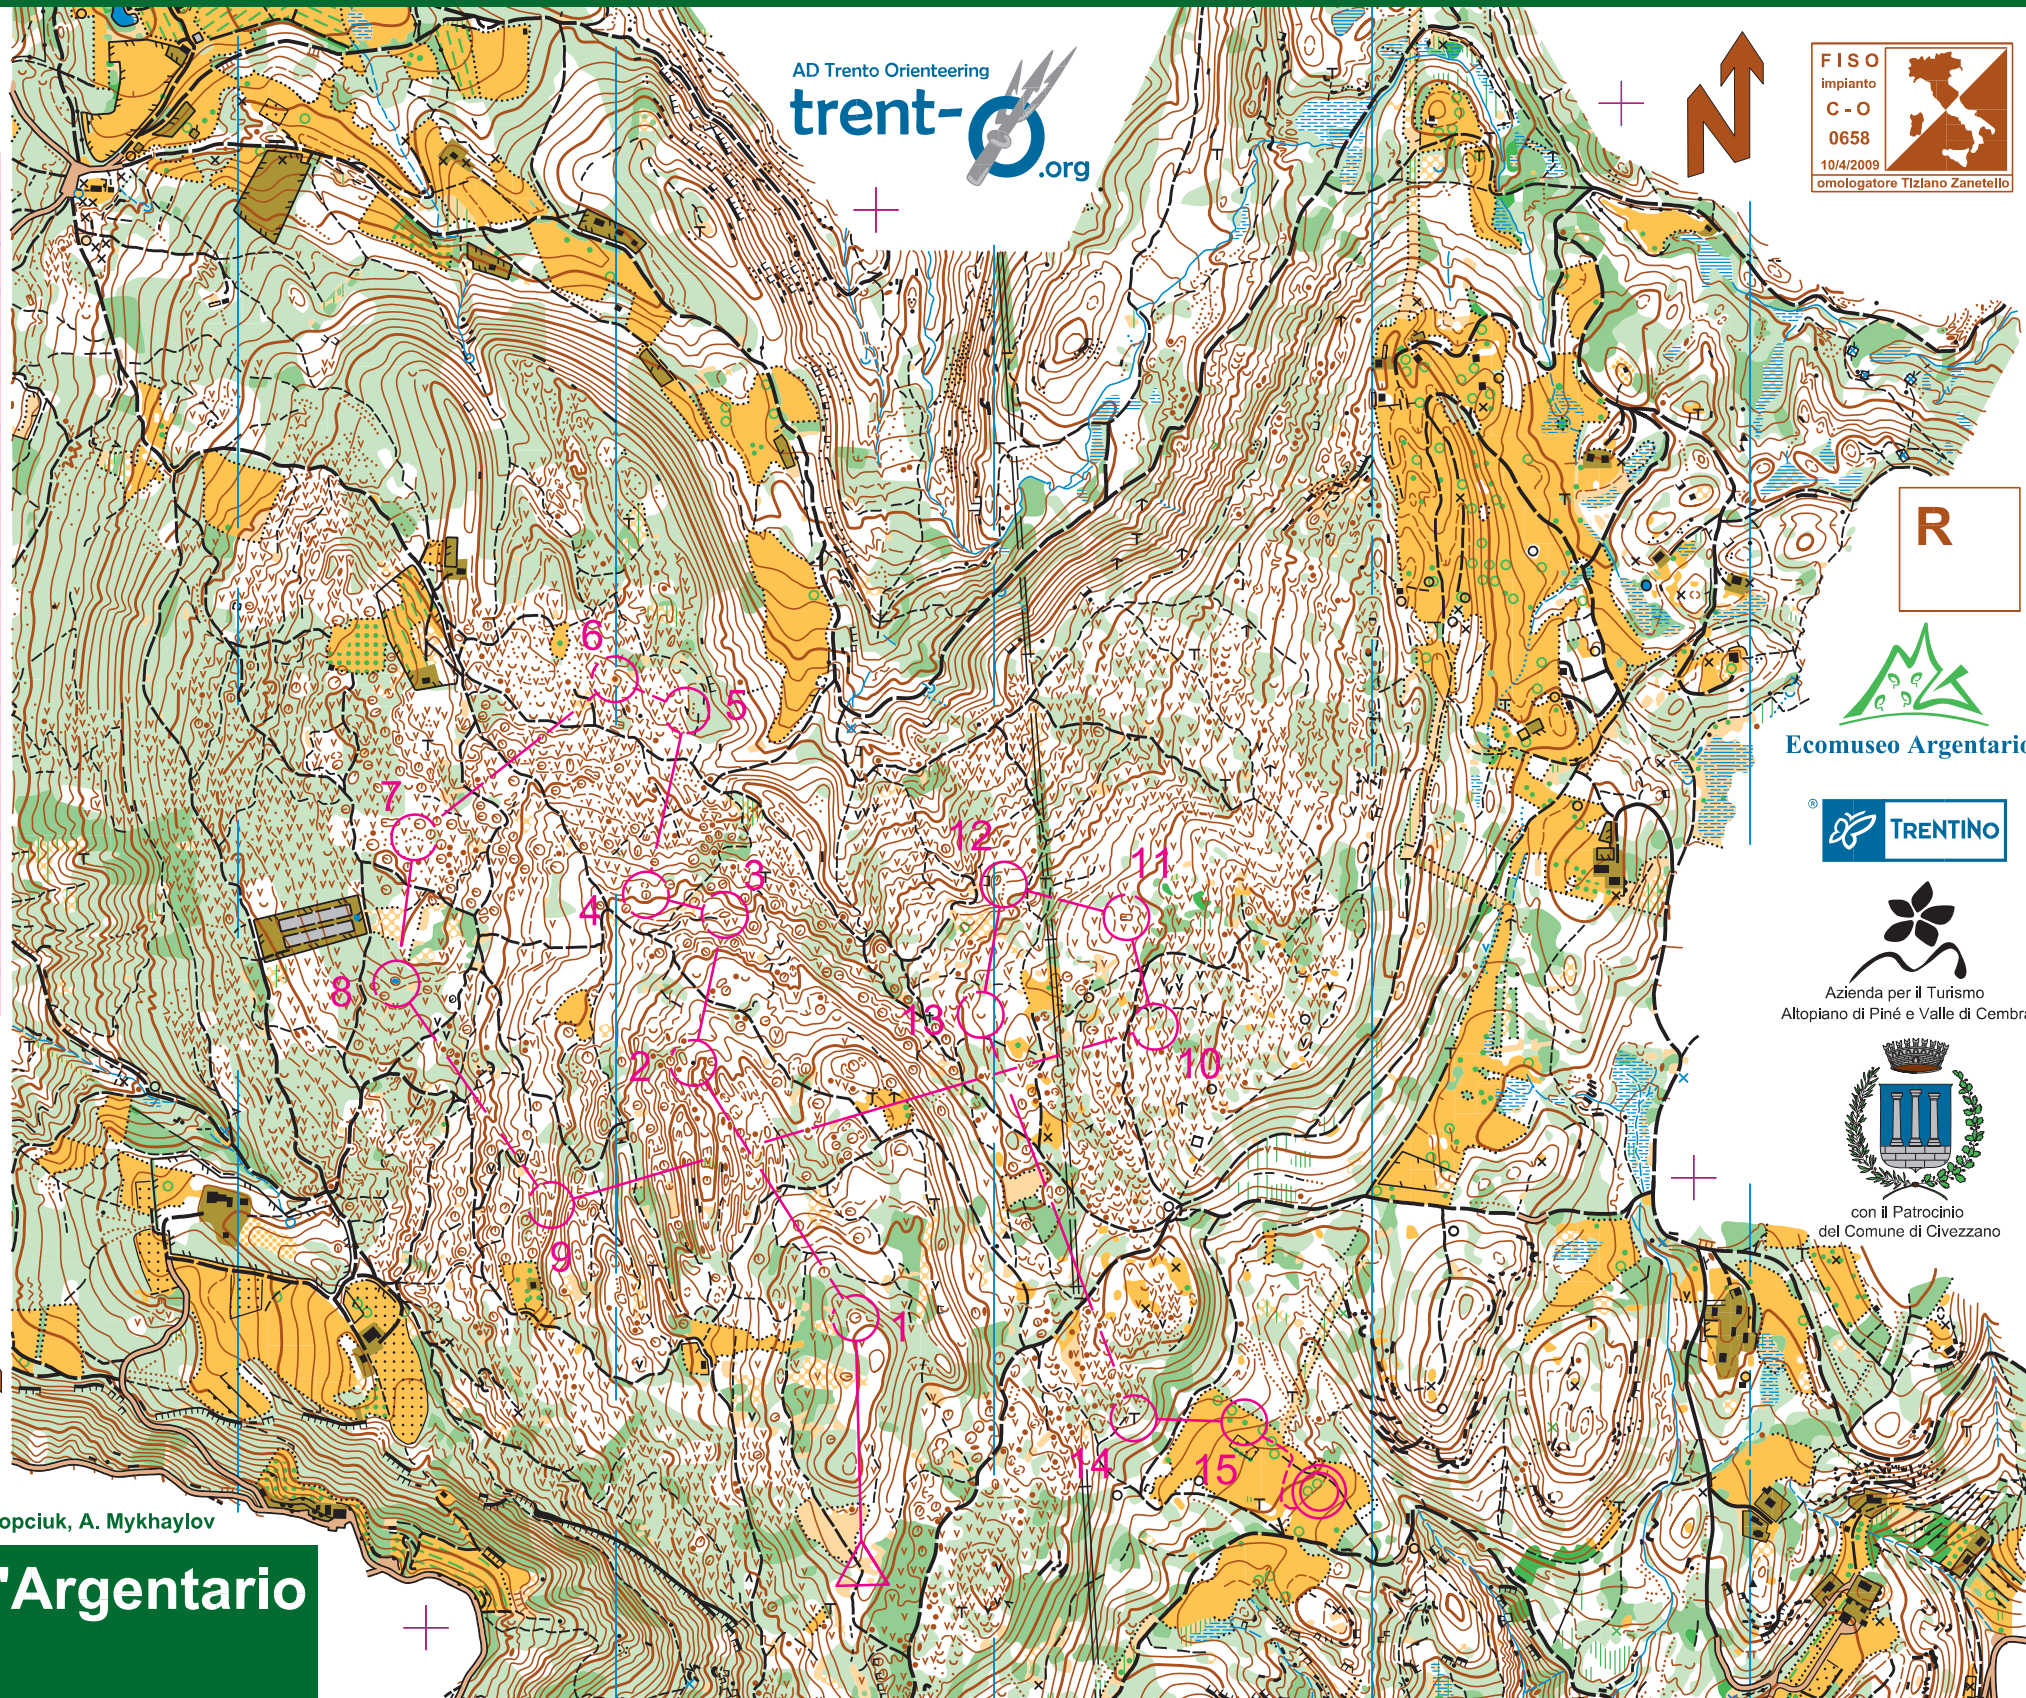 AD Trento Orienteering
trent-O
.org
FISO
impianto
C - O
0658
10/4/2009
omologatore TIziano Zanetello
R
Ecomuseo Argentario
®
TRENTINO
Azienda per il Turismo
Altopiano di Piné e Valle di Cembra
con il Patrocinio
del Comune di Civezzano
6
5
7
12
11
3
4
8
13
2
10
9
1
14
15
opciuk, A. Mykhaylov
'Argentario